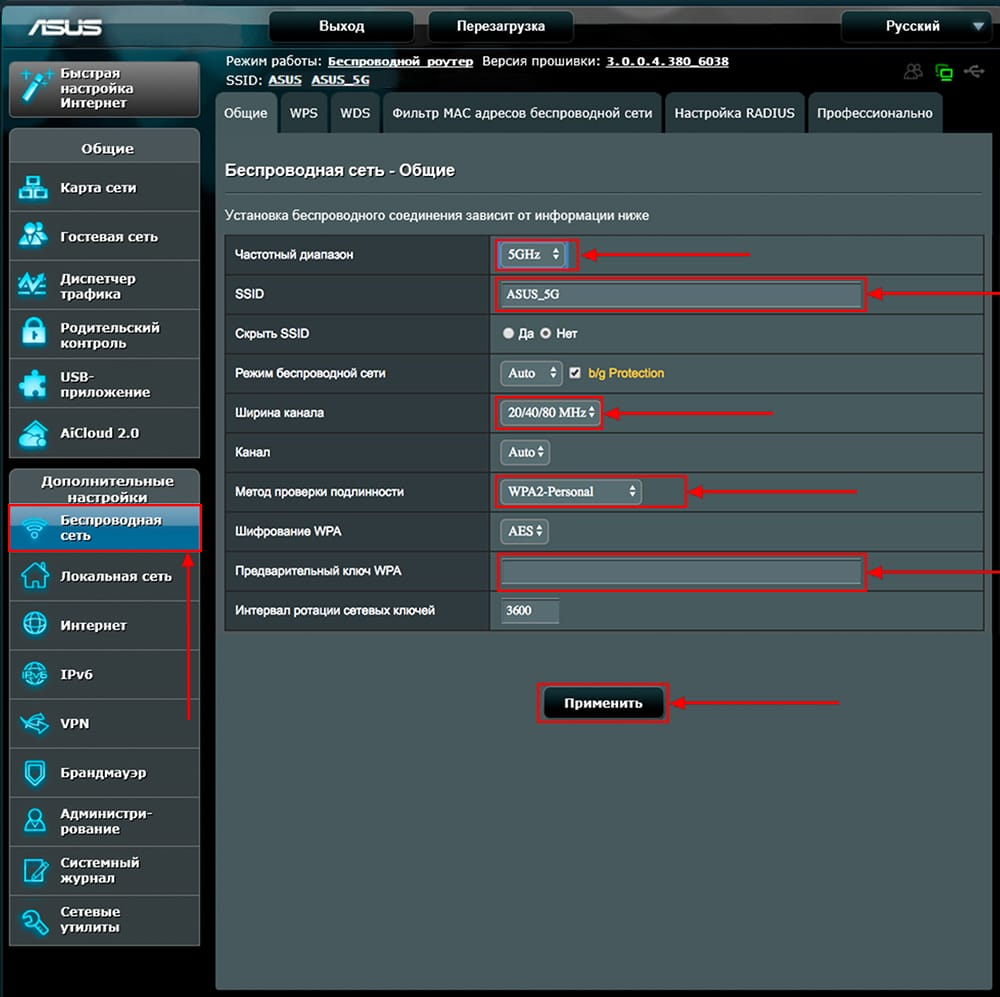 ASUS
Выход
Перезагрузка
Русский
Быстрая
настройка
Интернет
Режим работы: Беспроводной роутер Версия прошивки: 3.0.0.4.380_6038
SSID: ASUS ASUS_5G
Общие
WPS
WDS
Фильтр MAC адресов беспроводной сети
Настройка RADIUS
Профессионально
Общие
Карта сети
Гостевая сеть
Диспетчер
трафика
Родительский
контроль
USB-
приложение
AiCloud 2.0
Дополнительные
настройки
Беспроводная
сеть
Локальная сеть
Интернет
IPv6
IPv6
VPN
Брандмауэр
Администри-
рование
Системный
журнал
Сетевые
утилиты
Беспроводная сеть - Общие
Установка беспроводного соединения зависит от информации ниже
Частотный диапазон 5GHz
SSID ASUS_5G
Скрыть SSID Да Нет
Режим беспроводной сети Auto b/g Protection
Ширина канала 20/40/80 MHz
Канал Auto
Метод проверки подлинности WPA2-Personal
Шифрование WPA AES
Предварительный ключ WPA
Интервал ротации сетевых ключей 3600
Применить